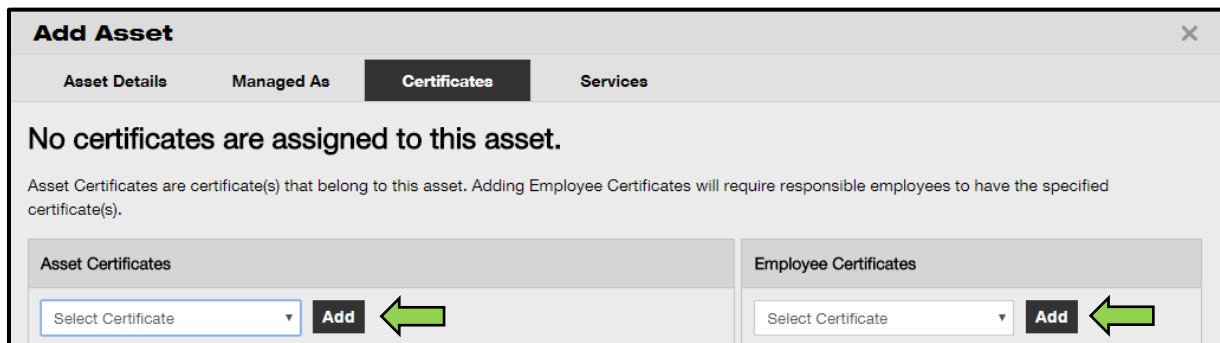 Add Asset
Asset Details Managed As Certificates Services
No certificates are assigned to this asset.
Asset Certificates are certificate(s) that belong to this asset. Adding Employee Certificates will require responsible employees to have the specified
certificate(s).
Asset Certificates Employee Certificates
Select Certificate Add Select Certificate Add